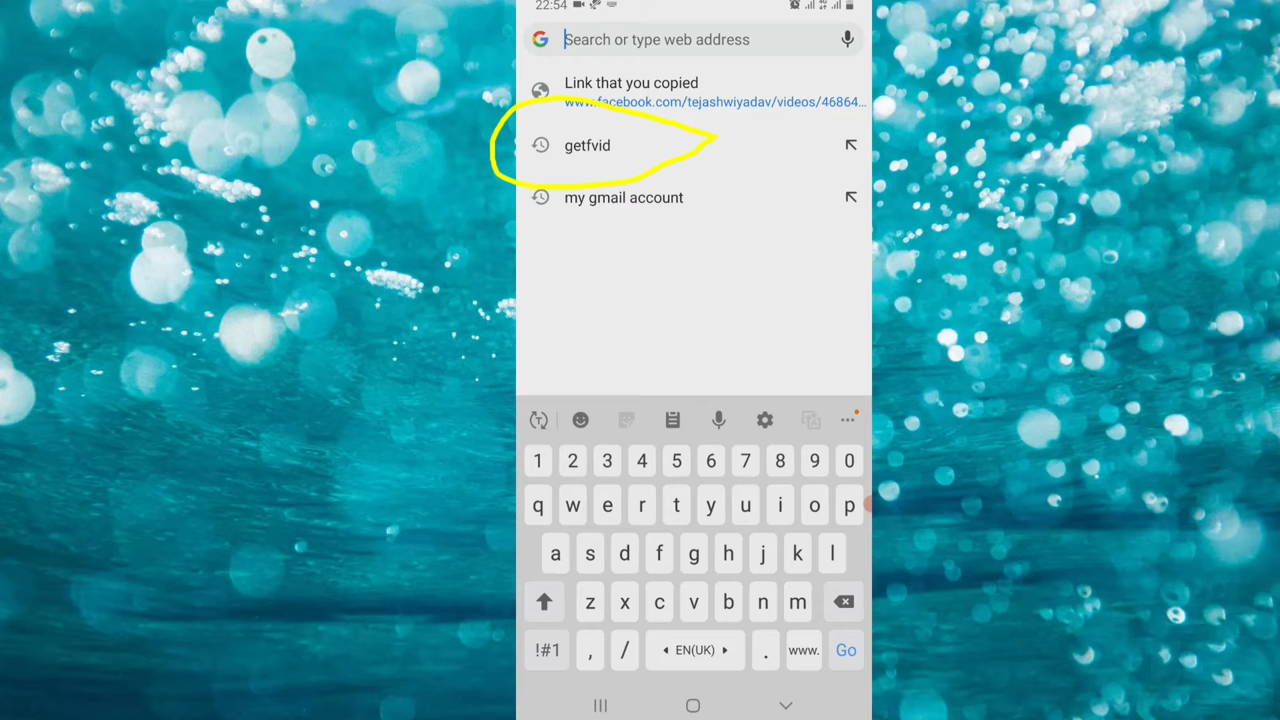 22:54
Search or type web address
Link that you copied
www.facebook.com/tejashwiyadav/videos/46864...
getfvid
my gmail account
1 2 3 4 5 6 7 8 9 0
q w e r t y u i o p
a s d f g h j k l
z x c v b n m
!#1 , / EN(UK) . www. Go